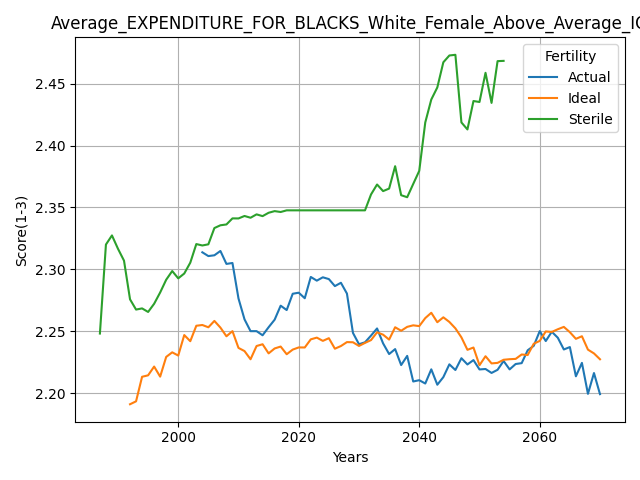 Average_EXPENDITURE_FOR_BLACKS_White_Female_Above_Average_IQ
Fertility
Actual
Ideal
Sterile
2.45
2.40
2.35
2.30
2.25
2.20
Score(1-3)
2000
2020
2040
2060
Years